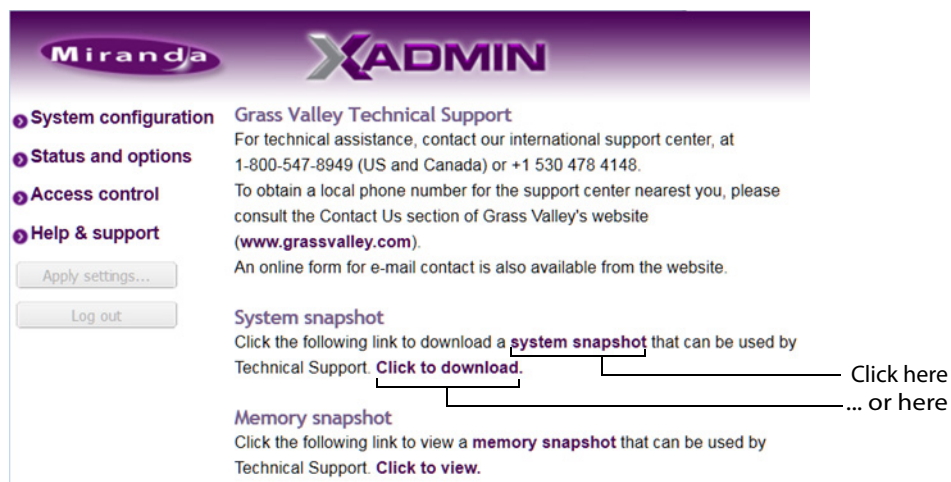 Miranda
XADMIN
System configuration
Status and options
Access control
Help & support
Apply settings...
Log out
Grass Valley Technical Support
For technical assistance, contact our international support center, at
1-800-547-8949 (US and Canada) or +1 530 478 4148.
To obtain a local phone number for the support center nearest you, please
consult the Contact Us section of Grass Valley's website
(www.grassvalley.com).
An online form for e-mail contact is also available from the website.
System snapshot
Click the following link to download a system snapshot that can be used by
Technical Support. Click to download.
Click here
... or here
Memory snapshot
Click the following link to view a memory snapshot that can be used by
Technical Support. Click to view.